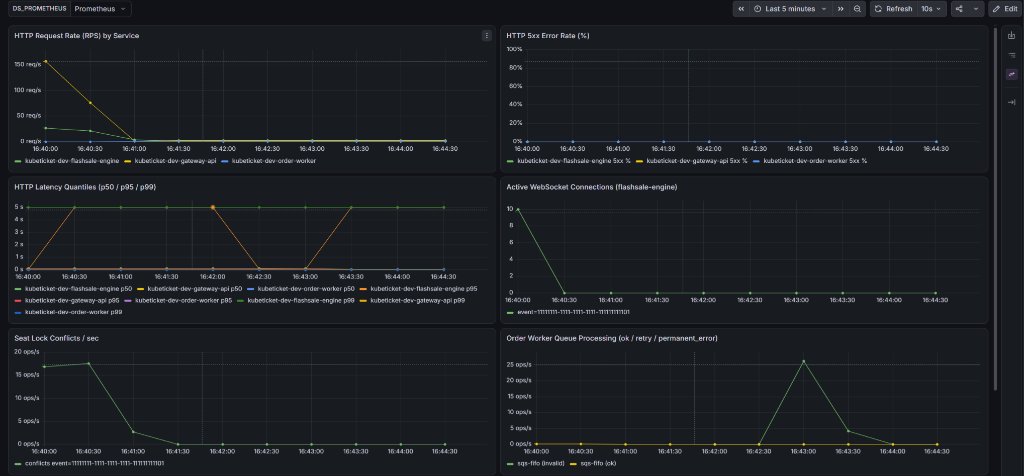 DS_PROMETHEUS Prometheus Last 5 minutes Refresh 10s Edit
HTTP Request Rate (RPS) by Service
150 req/s
100 req/s
50 req/s
0 req/s
16:40:00 16:40:30 16:41:00 16:41:30 16:42:00 16:42:30 16:43:00 16:43:30 16:44:00 16:44:30
kubeticket-dev-flashsale-engine kubeticket-dev-gateway-api kubeticket-dev-order-worker
HTTP 5xx Error Rate (%)
100%
80%
60%
40%
20%
0%
16:40:00 16:40:30 16:41:00 16:41:30 16:42:00 16:42:30 16:43:00 16:43:30 16:44:00 16:44:30
kubeticket-dev-flashsale-engine 5xx % kubeticket-dev-gateway-api 5xx % kubeticket-dev-order-worker 5xx %
HTTP Latency Quantiles (p50 / p95 / p99)
5 s
4 s
3 s
2 s
1 s
0 s
16:40:00 16:40:30 16:41:00 16:41:30 16:42:00 16:42:30 16:43:00 16:43:30 16:44:00 16:44:30
kubeticket-dev-flashsale-engine p50 kubeticket-dev-gateway-api p50 kubeticket-dev-order-worker p50 kubeticket-dev-flashsale-engine p95
kubeticket-dev-gateway-api p95 kubeticket-dev-order-worker p95 kubeticket-dev-flashsale-engine p99 kubeticket-dev-gateway-api p99
kubeticket-dev-order-worker p99
Active WebSocket Connections (flashsale-engine)
10
8
6
4
2
0
16:40:00 16:40:30 16:41:00 16:41:30 16:42:00 16:42:30 16:43:00 16:43:30 16:44:00 16:44:30
Seat Lock Conflicts / sec
20 ops/s
15 ops/s
10 ops/s
5 ops/s
0 ops/s
16:40:00 16:40:30 16:41:00 16:41:30 16:42:00 16:42:30 16:43:00 16:43:30 16:44:00 16:44:30
Order Worker Queue Processing (ok / retry / permanent_error)
25 ops/s
20 ops/s
15 ops/s
10 ops/s
5 ops/s
0 ops/s
16:40:00 16:40:30 16:41:00 16:41:30 16:42:00 16:42:30 16:43:00 16:43:30 16:44:00 16:44:30
sqs-fifo (invalid) sqs-fifo (ok)